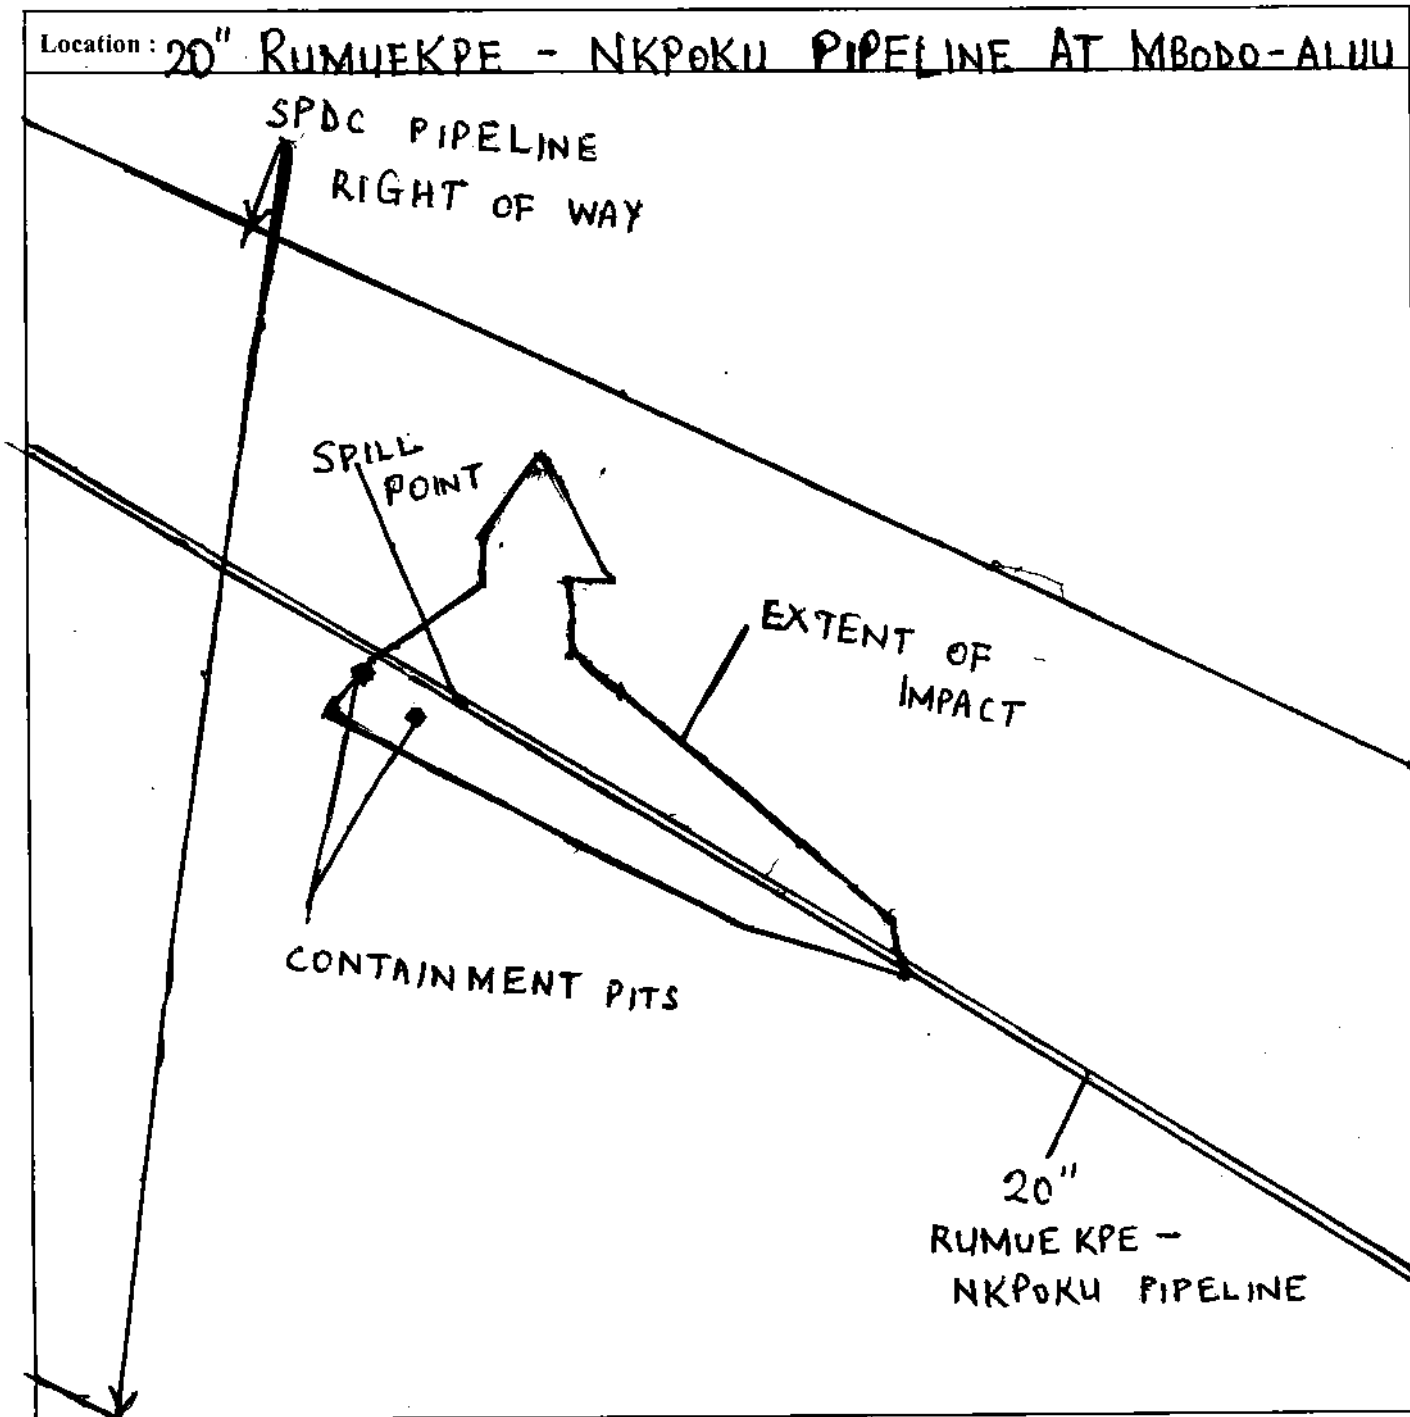 Location : 20" RUMUEKPE - NKPOKU PIPELINE AT MBODO-ALUU
SPDC PIPELINE
RIGHT OF WAY
SPILL
POINT
EXTENT OF
IMPACT
CONTAINMENT PITS
20"
RUMUEKPE -
NKPOKU PIPELINE